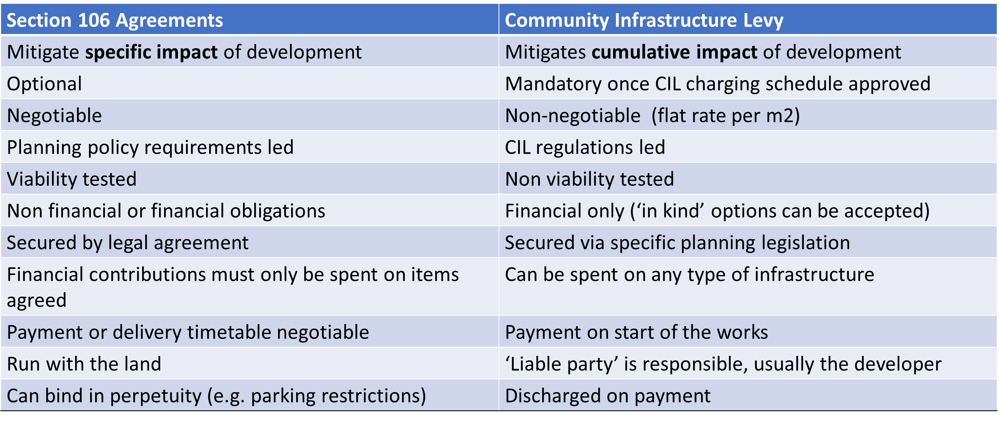 Section 106 Agreements
Community Infrastructure Levy
Mitigate specific impact of development
Mitigates cumulative impact of development
Optional
Mandatory once CIL charging schedule approved
Negotiable
Non-negotiable  (flat rate per m2)
Planning policy requirements led
CIL regulations led
Viability tested
Non viability tested
Non financial or financial obligations
Financial only (‘in kind’ options can be accepted)
Secured by legal agreement
Secured via specific planning legislation
Financial contributions must only be spent on items
agreed
Can be spent on any type of infrastructure
Payment or delivery timetable negotiable
Payment on start of the works
Run with the land
‘Liable party’ is responsible, usually the developer
Can bind in perpetuity (e.g. parking restrictions)
Discharged on payment